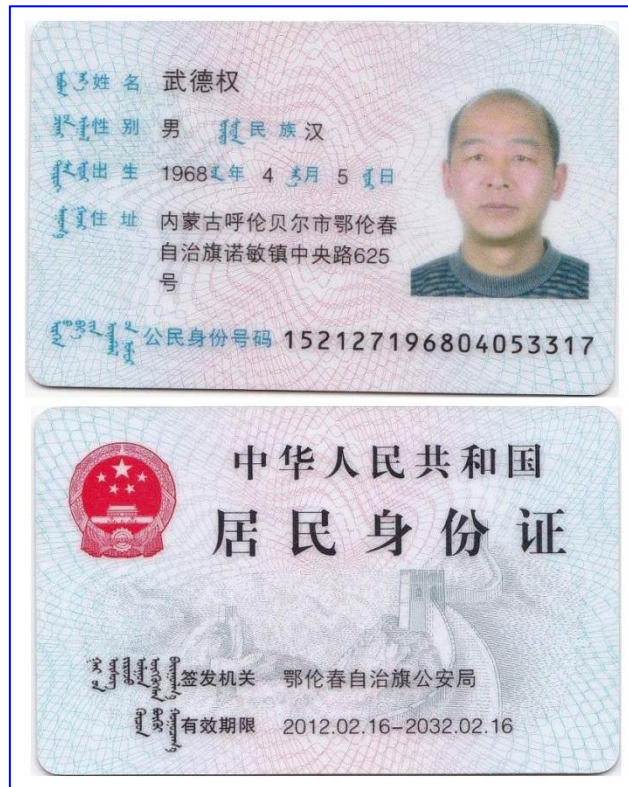 姓名 武德权
性别 男 民族 汉
出生 1968 年 4 月 5 日
住址 内蒙古呼伦贝尔市鄂伦春
自治旗诺敏镇中央路625
号
公民身份号码 152127196804053317
中华人民共和国
居民身份证
签发机关 鄂伦春自治旗公安局
有效期限 2012.02.16-2032.02.16